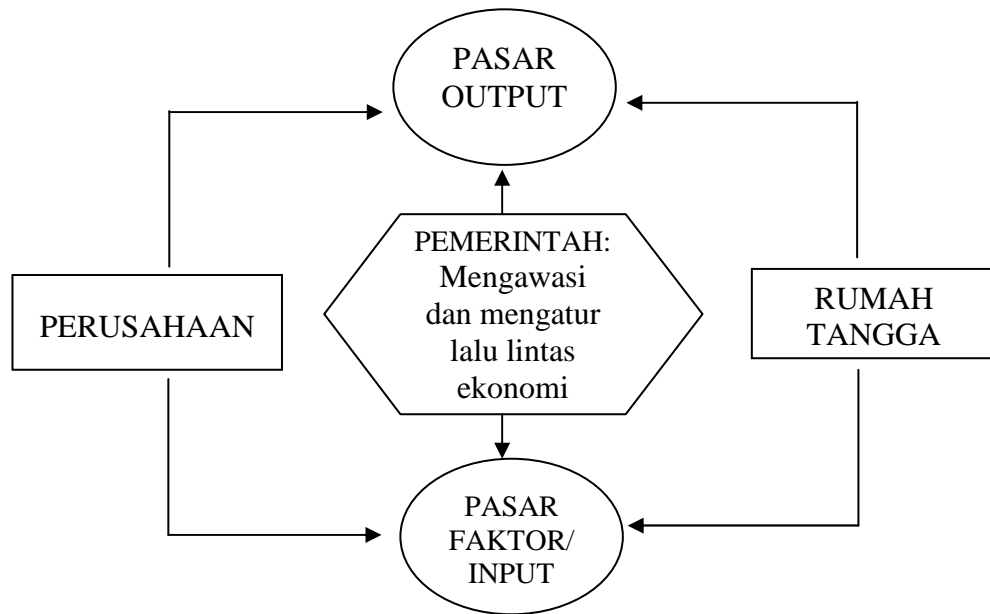 PASAR
OUTPUT
PERUSAHAAN
PEMERINTAH:
Mengawasi
dan mengatur
lalu lintas
ekonomi
RUMAH
TANGGA
PASAR
FAKTOR/
INPUT